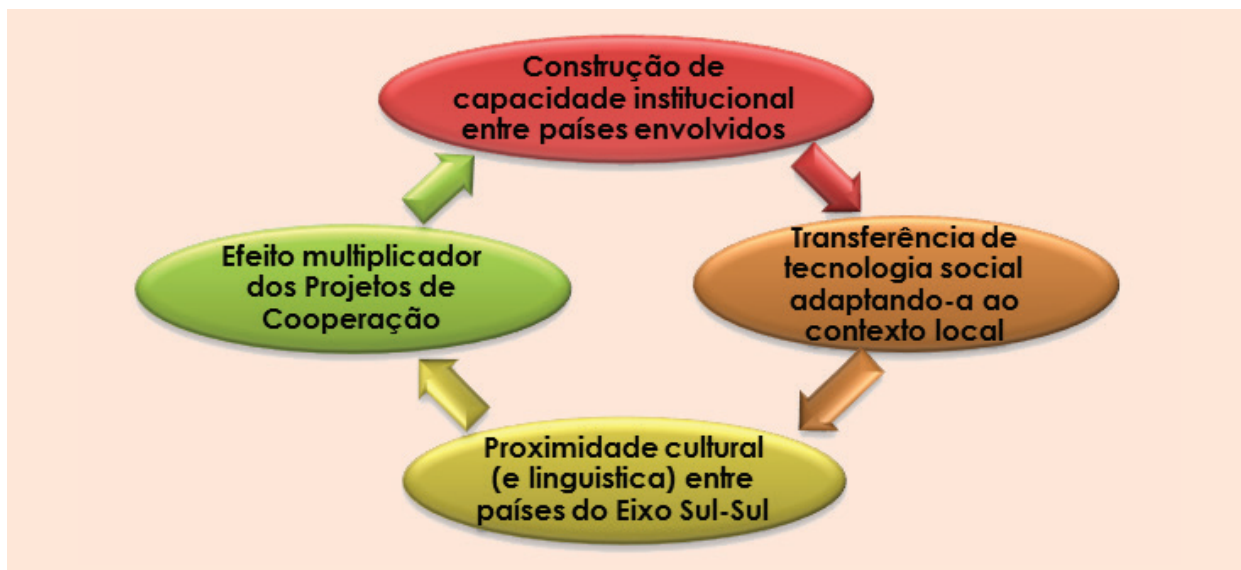 Construção de
capacidade institucional
entre países envolvidos
Transferência de
tecnologia social
adaptando-a ao
contexto local
Proximidade cultural
(e linguistica) entre
países do Eixo Sul-Sul
Efeito multiplicador
dos Projetos de
Cooperação